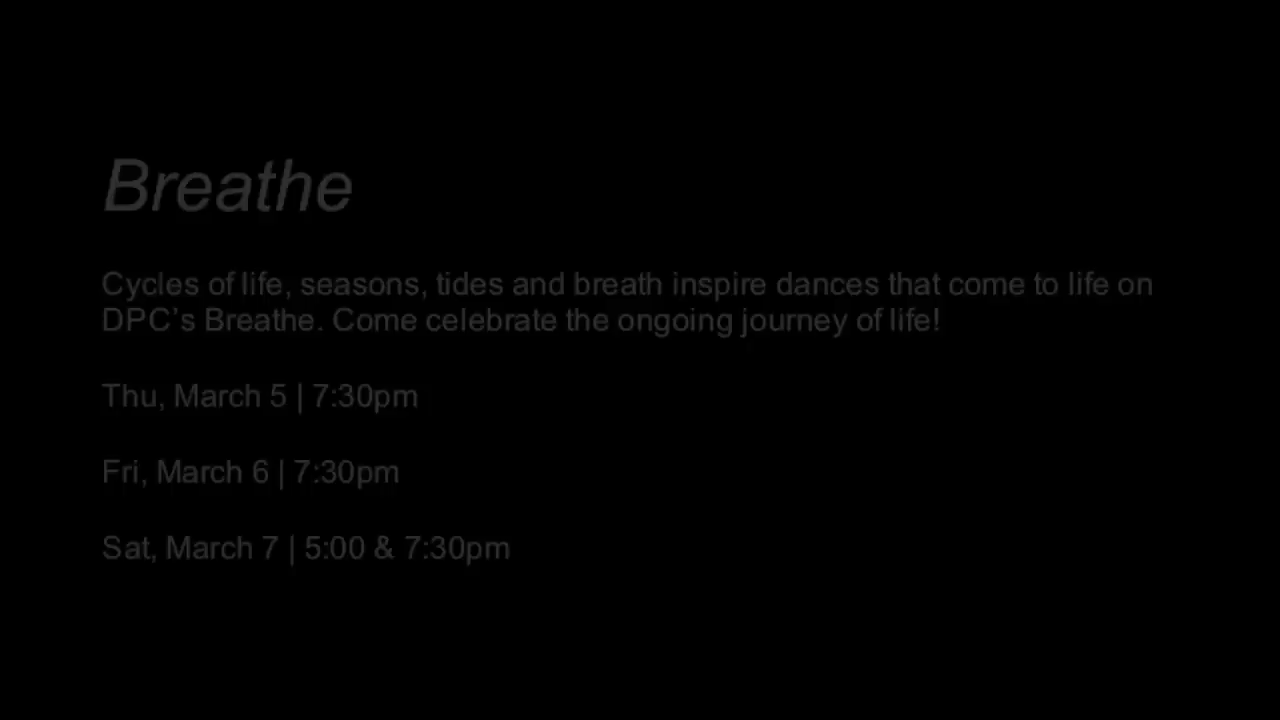 Breathe
Cycles of life, seasons, tides and breath inspire dances that come to life on
DPC’s Breathe. Come celebrate the ongoing journey of life!
Thu, March 5 | 7:30pm
Fri, March 6 | 7:30pm
Sat, March 7 | 5:00 & 7:30pm